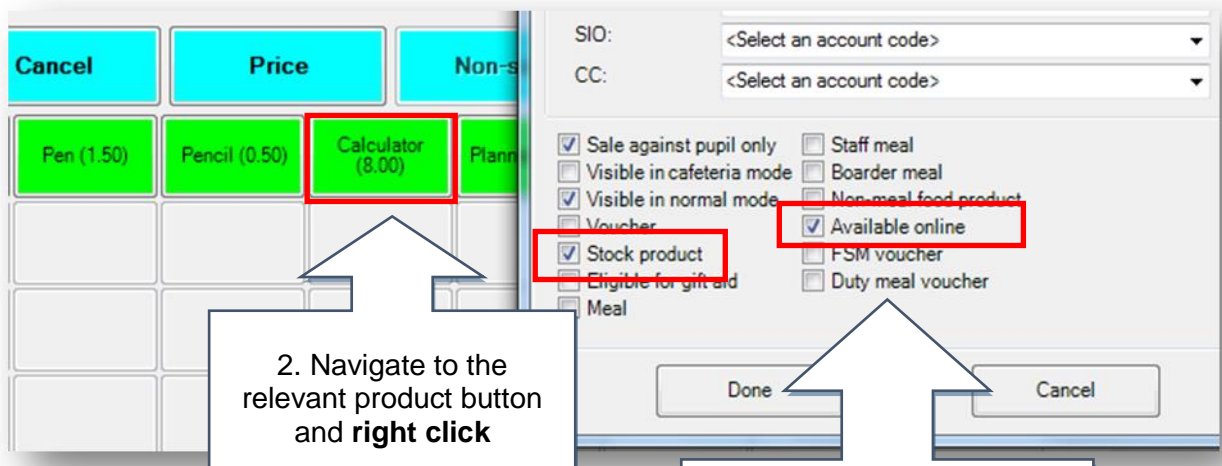 Cancel
Price
Non-s
Pen (1.50)
Pencil (0.50)
Calculator
(8.00)
Plann
2. Navigate to the
relevant product button
and right click
SIO:
<Select an account code>
CC:
<Select an account code>
Sale against pupil only
Visible in cafeteria mode
Visible in normal mode
Voucher
Stock product
Eligible for gift aid
Meal
Staff meal
Boarder meal
Non-meal food product
Available online
FSM voucher
Duty meal voucher
Done
Cancel